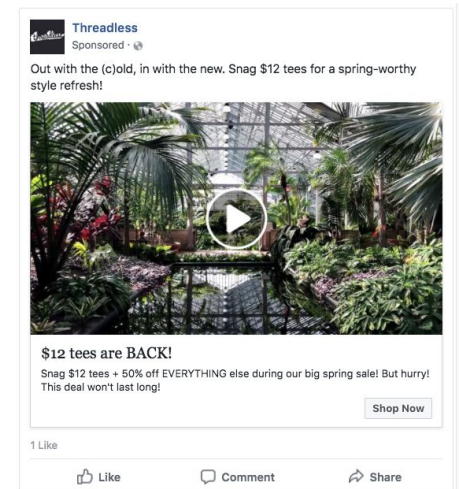 Threadless
Sponsored ·
Out with the (c)old, in with the new. Snag $12 tees for a spring-worthy
style refresh!
$12 tees are BACK!
Snag $12 tees + 50% off EVERYTHING else during our big spring sale! But hurry!
This deal won't last long!
Shop Now
1 Like
Like Comment Share